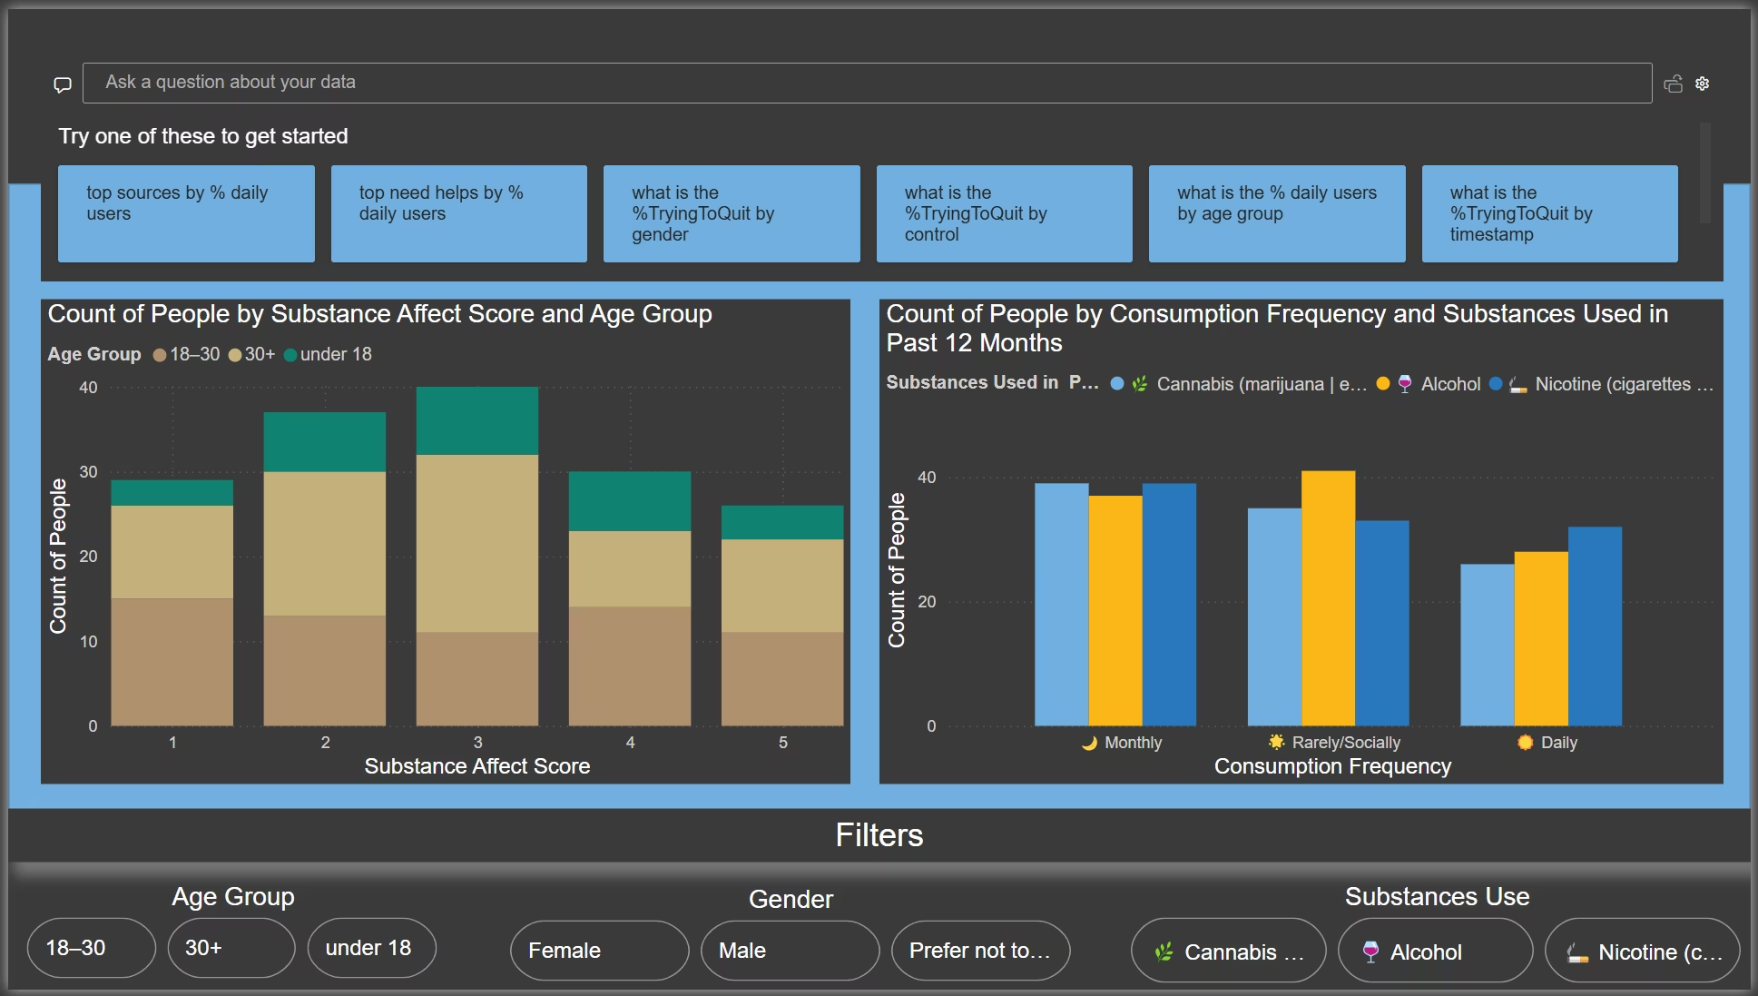 Ask a question about your data
Try one of these to get started
top sources by % daily
users
top need helps by %
daily users
what is the
%TryingToQuit by
gender
what is the
%TryingToQuit by
control
what is the % daily users
by age group
what is the
%TryingToQuit by
timestamp
Count of People by Substance Affect Score and Age Group
Age Group 18–30 30+ under 18
Count of People
40
30
20
10
0
1 2 3 4 5
Substance Affect Score
Count of People by Consumption Frequency and Substances Used in
Past 12 Months
Substances Used in P... 🌿 Cannabis (marijuana | e... 🍷 Alcohol 🚬 Nicotine (cigarettes ...
Count of People
40
20
0
🌙 Monthly 🌟 Rarely/Socially ☀️ Daily
Consumption Frequency
Filters
Age Group
18–30 30+ under 18
Gender
Female Male Prefer not to...
Substances Use
🌿 Cannabis ... 🍷 Alcohol 🚬 Nicotine (c...